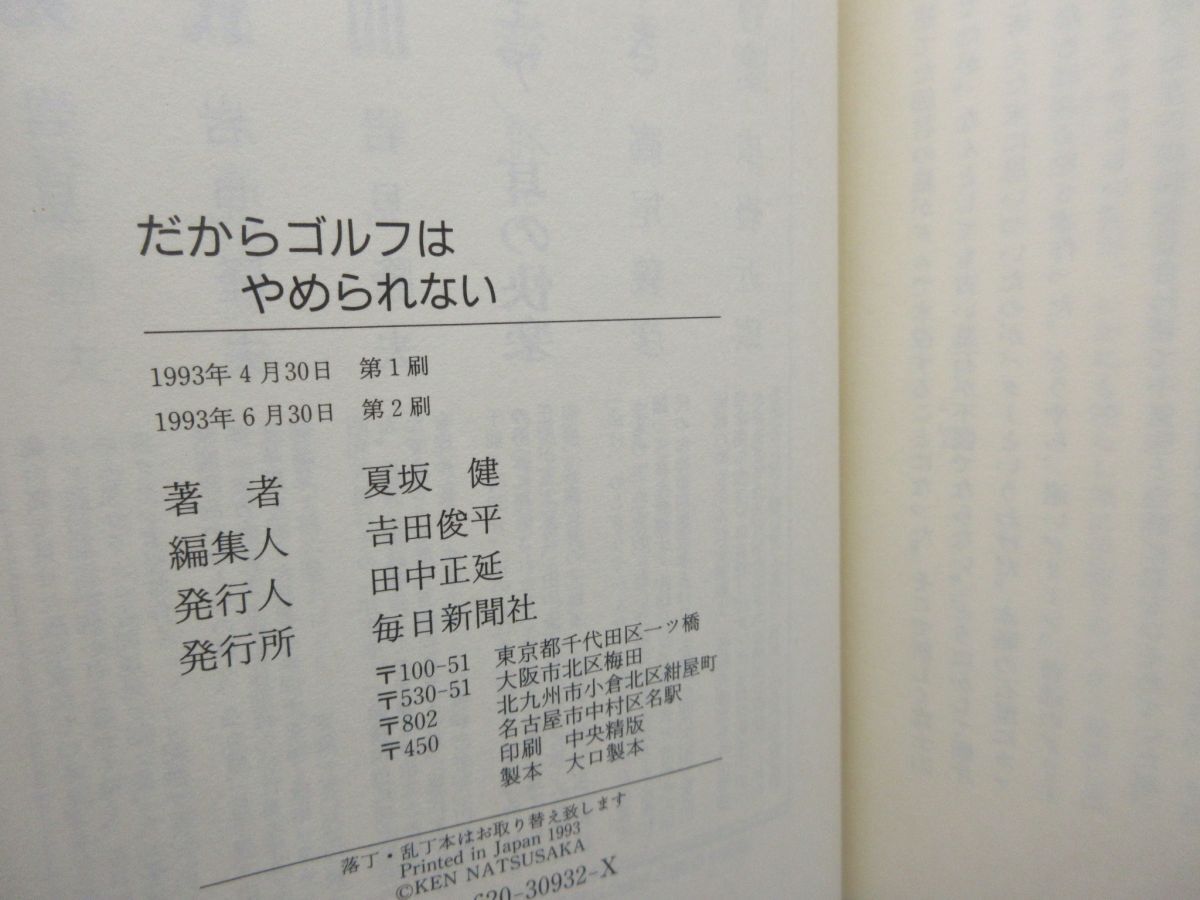 だからゴルフは
やめられない
1993年4月30日　第1刷
1993年6月30日　第2刷
著　者　夏坂　健
編集人　吉田俊平
発行人　田中正延
発行所　毎日新聞社
〒100-51　東京都千代田区一ツ橋
〒530-51　大阪市北区梅田
〒802　北九州市小倉北区紺屋町
〒450　名古屋市中村区名駅
印刷　中央精版
製本　大口製本
落丁・乱丁本はお取り替え致します
Printed in Japan 1993
©KEN NATSUSAKA
620-30932-X